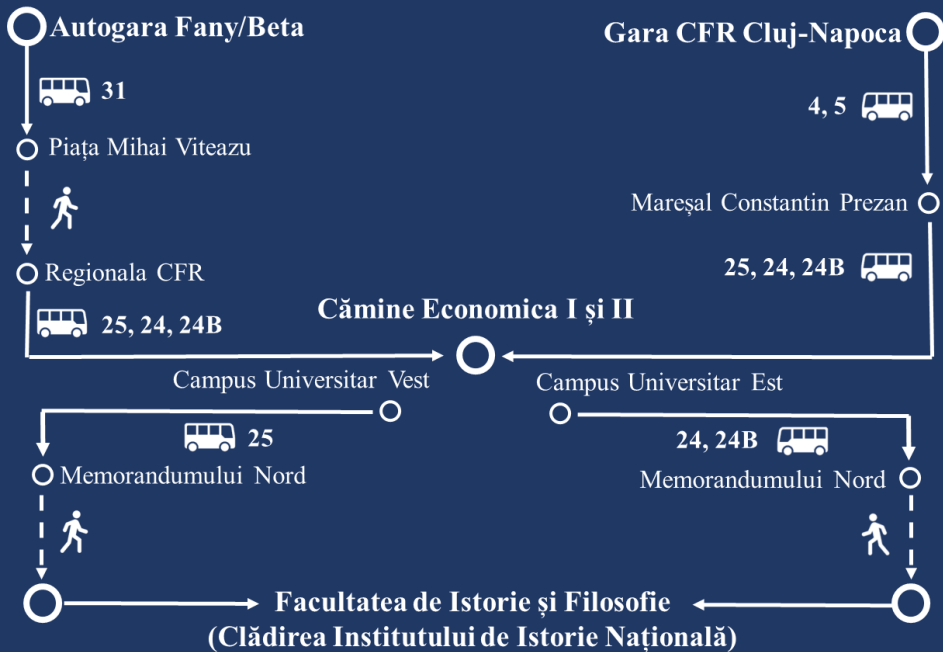 Autogara Fany/Beta
Gara CFR Cluj-Napoca
31
4, 5
Piața Mihai Viteazu
Mareșal Constantin Prezan
Regionala CFR
25, 24, 24B
25, 24, 24B
Cămine Economica I și II
Campus Universitar Vest
Campus Universitar Est
25
24, 24B
Memorandumului Nord
Memorandumului Nord
Facultatea de Istorie și Filosofie
(Clădirea Institutului de Istorie Națională)